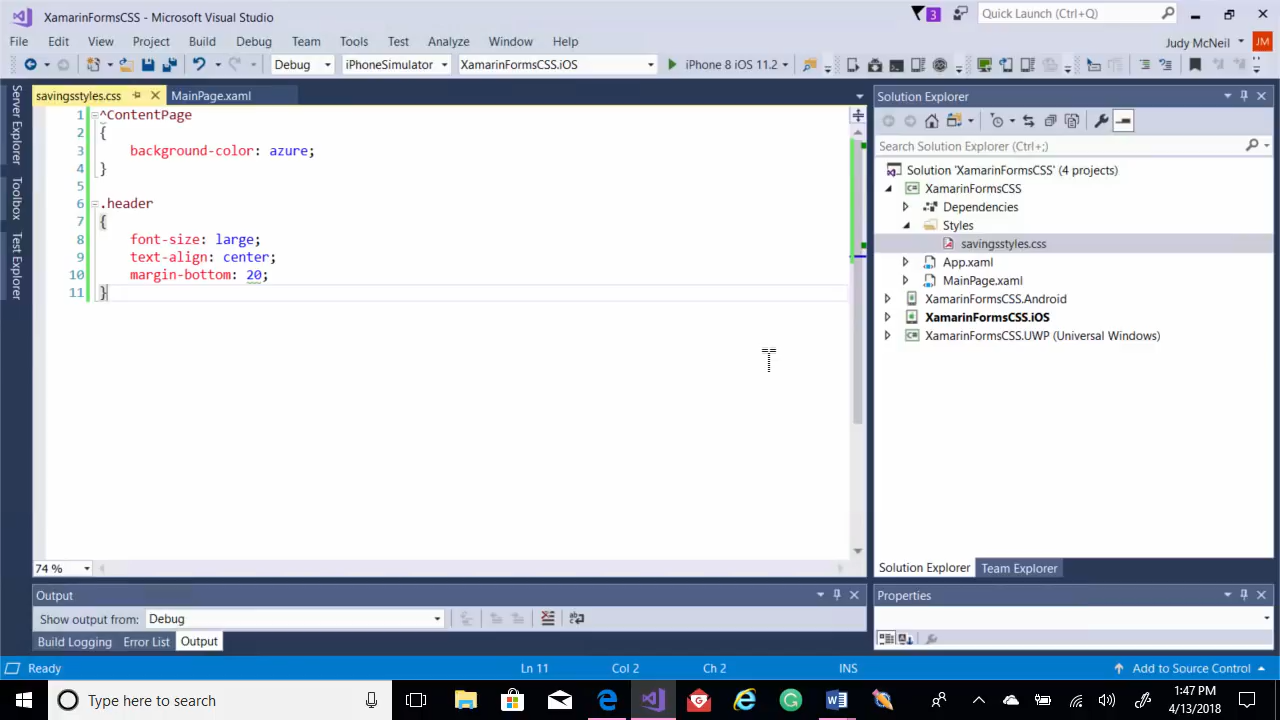 XamarinFormsCSS - Microsoft Visual Studio
3
Quick Launch (Ctrl+Q)
File Edit View Project Build Debug Team Tools Test Analyze Window Help
Judy McNeil JM
Debug iPhoneSimulator XamarinFormsCSS.iOS iPhone 8 iOS 11.2
Server Explorer
Toolbox
Test Explorer
savingsstyles.css MainPage.xaml
1 ^ContentPage
2 {
3 background-color: azure;
4 }
5
6 .header
7 {
8 font-size: large;
9 text-align: center;
10 margin-bottom: 20;
11 }
74 %
Solution Explorer
Search Solution Explorer (Ctrl+;)
Solution 'XamarinFormsCSS' (4 projects)
XamarinFormsCSS
Dependencies
Styles
savingsstyles.css
App.xaml
MainPage.xaml
XamarinFormsCSS.Android
XamarinFormsCSS.iOS
XamarinFormsCSS.UWP (Universal Windows)
Solution Explorer Team Explorer
Output
Show output from: Debug
Build Logging Error List Output
Properties
Ready Ln 11 Col 2 Ch 2 INS Add to Source Control
Type here to search
1:47 PM
4/13/2018